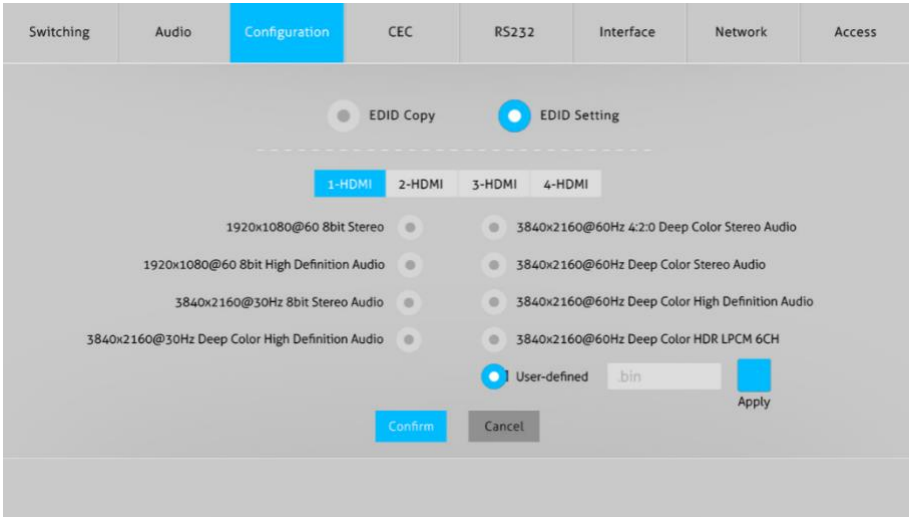 Switching Audio Configuration CEC RS232 Interface Network Access
EDID Copy EDID Setting
1-HDMI 2-HDMI 3-HDMI 4-HDMI
1920x1080@60 8bit Stereo 3840x2160@60Hz 4:2:0 Deep Color Stereo Audio
1920x1080@60 8bit High Definition Audio 3840x2160@60Hz Deep Color Stereo Audio
3840x2160@30Hz 8bit Stereo Audio 3840x2160@60Hz Deep Color High Definition Audio
3840x2160@30Hz Deep Color High Definition Audio 3840x2160@60Hz Deep Color HDR LPCM 6CH
User-defined .bin
Apply
Confirm Cancel